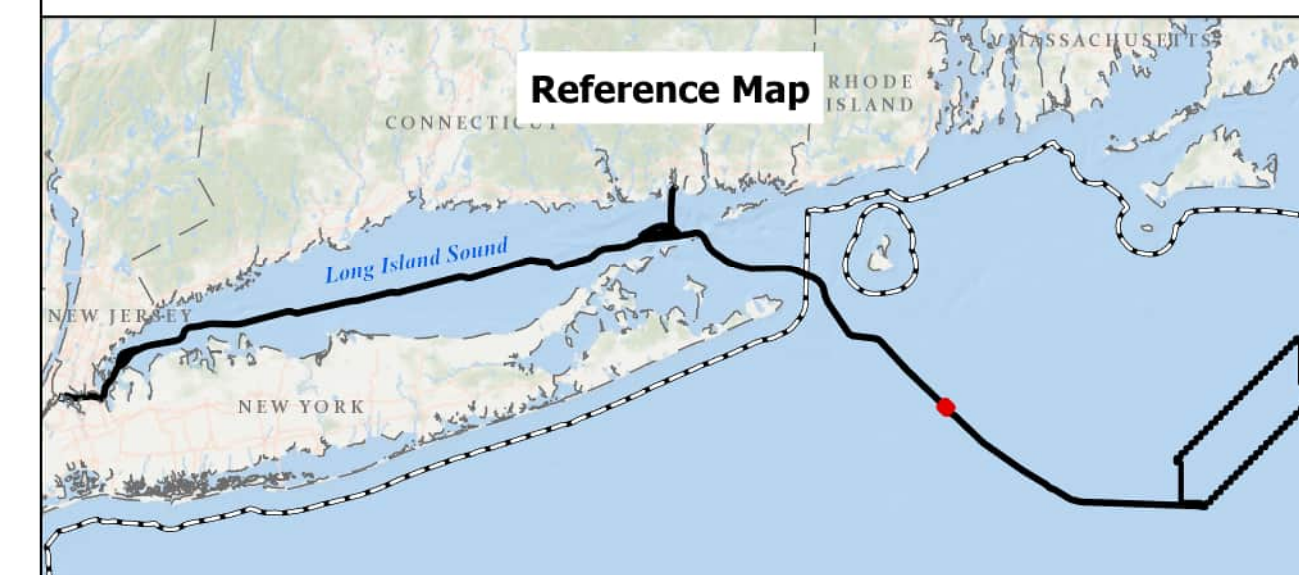 MASSACHUSETTS
Reference Map
RHODE
ISLAND
CONNECTICUT
Long Island Sound
NEW JERSEY
NEW YORK